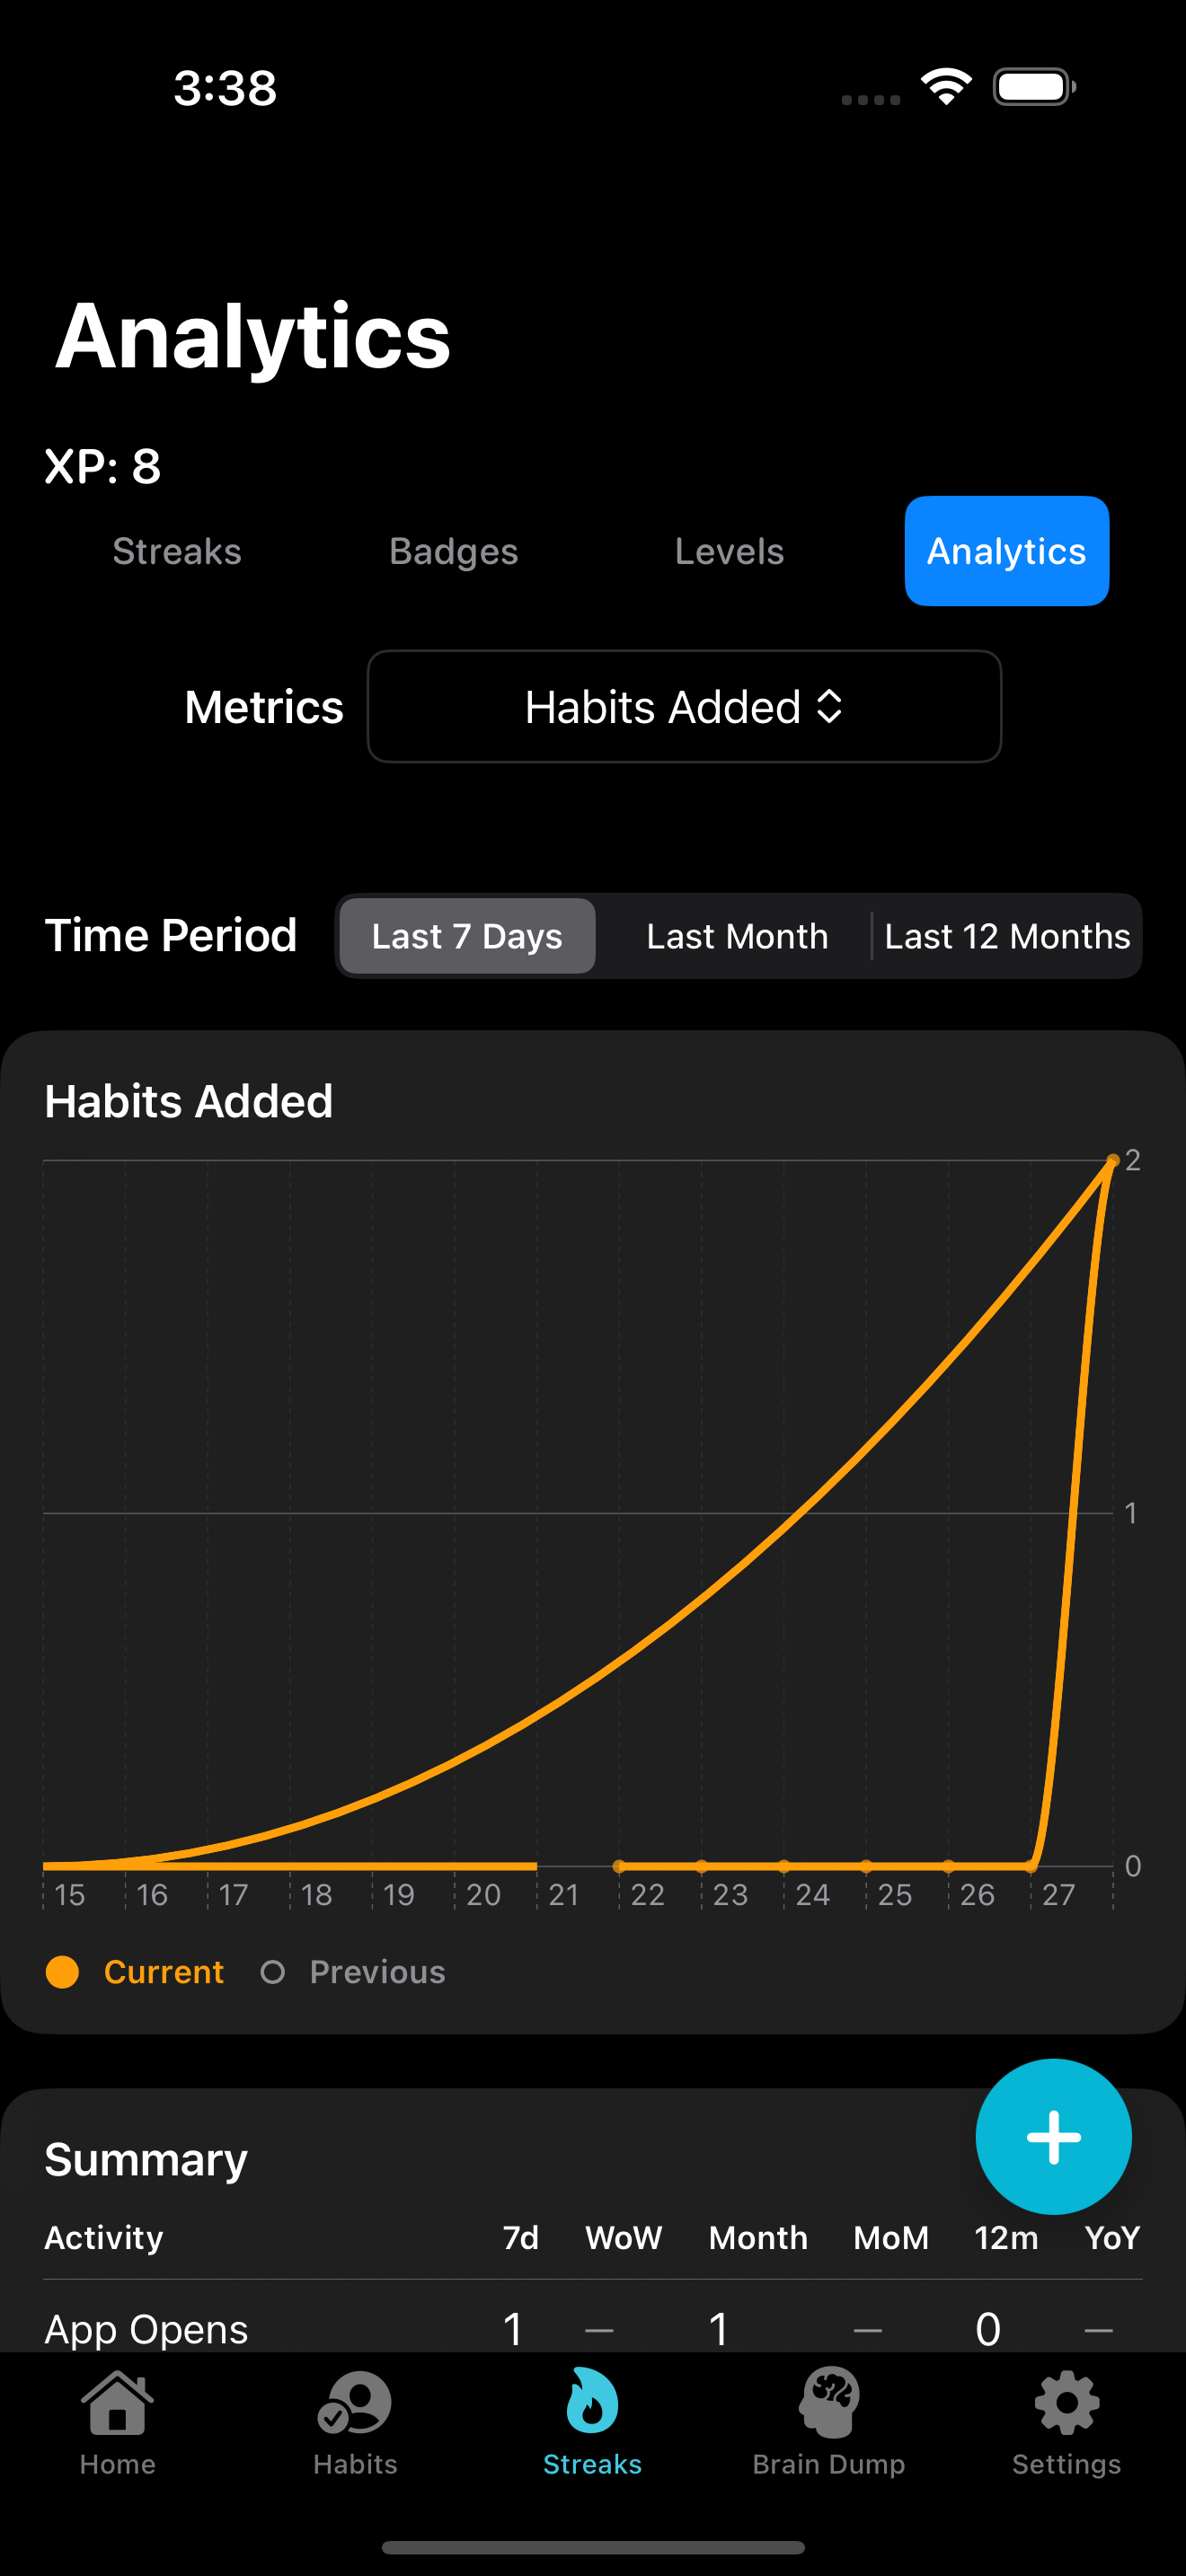 3:38
Analytics
XP: 8
Streaks Badges Levels Analytics
Metrics Habits Added
Time Period Last 7 Days Last Month Last 12 Months
Habits Added
2
1
0
15 16 17 18 19 20 21 22 23 24 25 26 27
Current Previous
Summary
Activity 7d WoW Month MoM 12m YoY
App Opens 1 — 1 — 0 —
Home Habits Streaks Brain Dump Settings